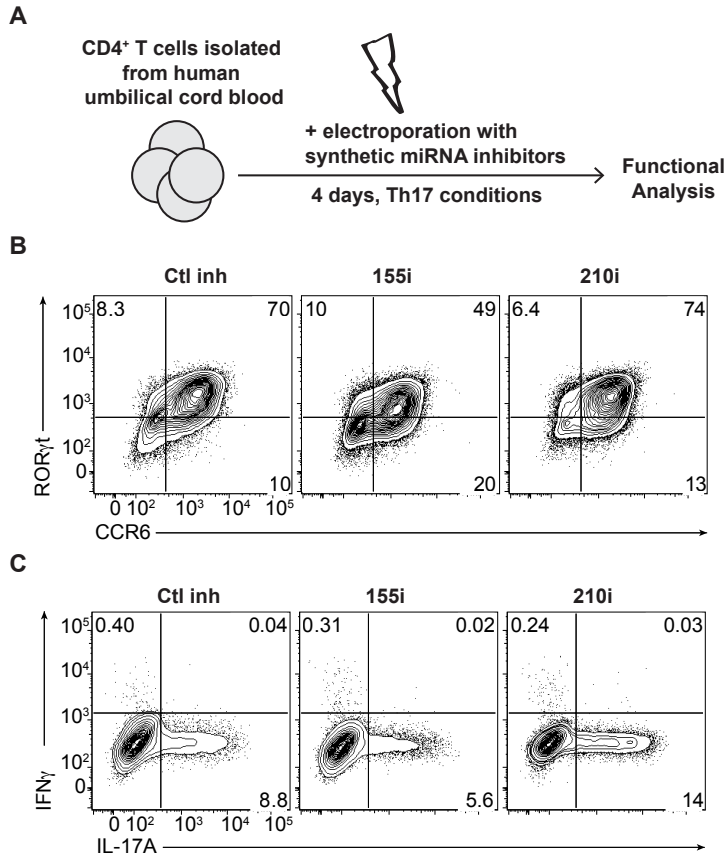 A
CD4⁺ T cells isolated
from human
umbilical cord blood
+ electroporation with
synthetic miRNA inhibitors
4 days, Th17 conditions
Functional
Analysis
B
Ctl inh 155i 210i
8.3 70 10 49 6.4 74
10⁵
10⁴
10³
10²
0
10 20 13
0 10² 10³ 10⁴ 10⁵
RORγt
CCR6
C
Ctl inh 155i 210i
0.40 0.04 0.31 0.02 0.24 0.03
10⁵
10⁴
10³
10²
0
8.8 5.6 14
0 10² 10³ 10⁴ 10⁵
IFNγ
IL-17A